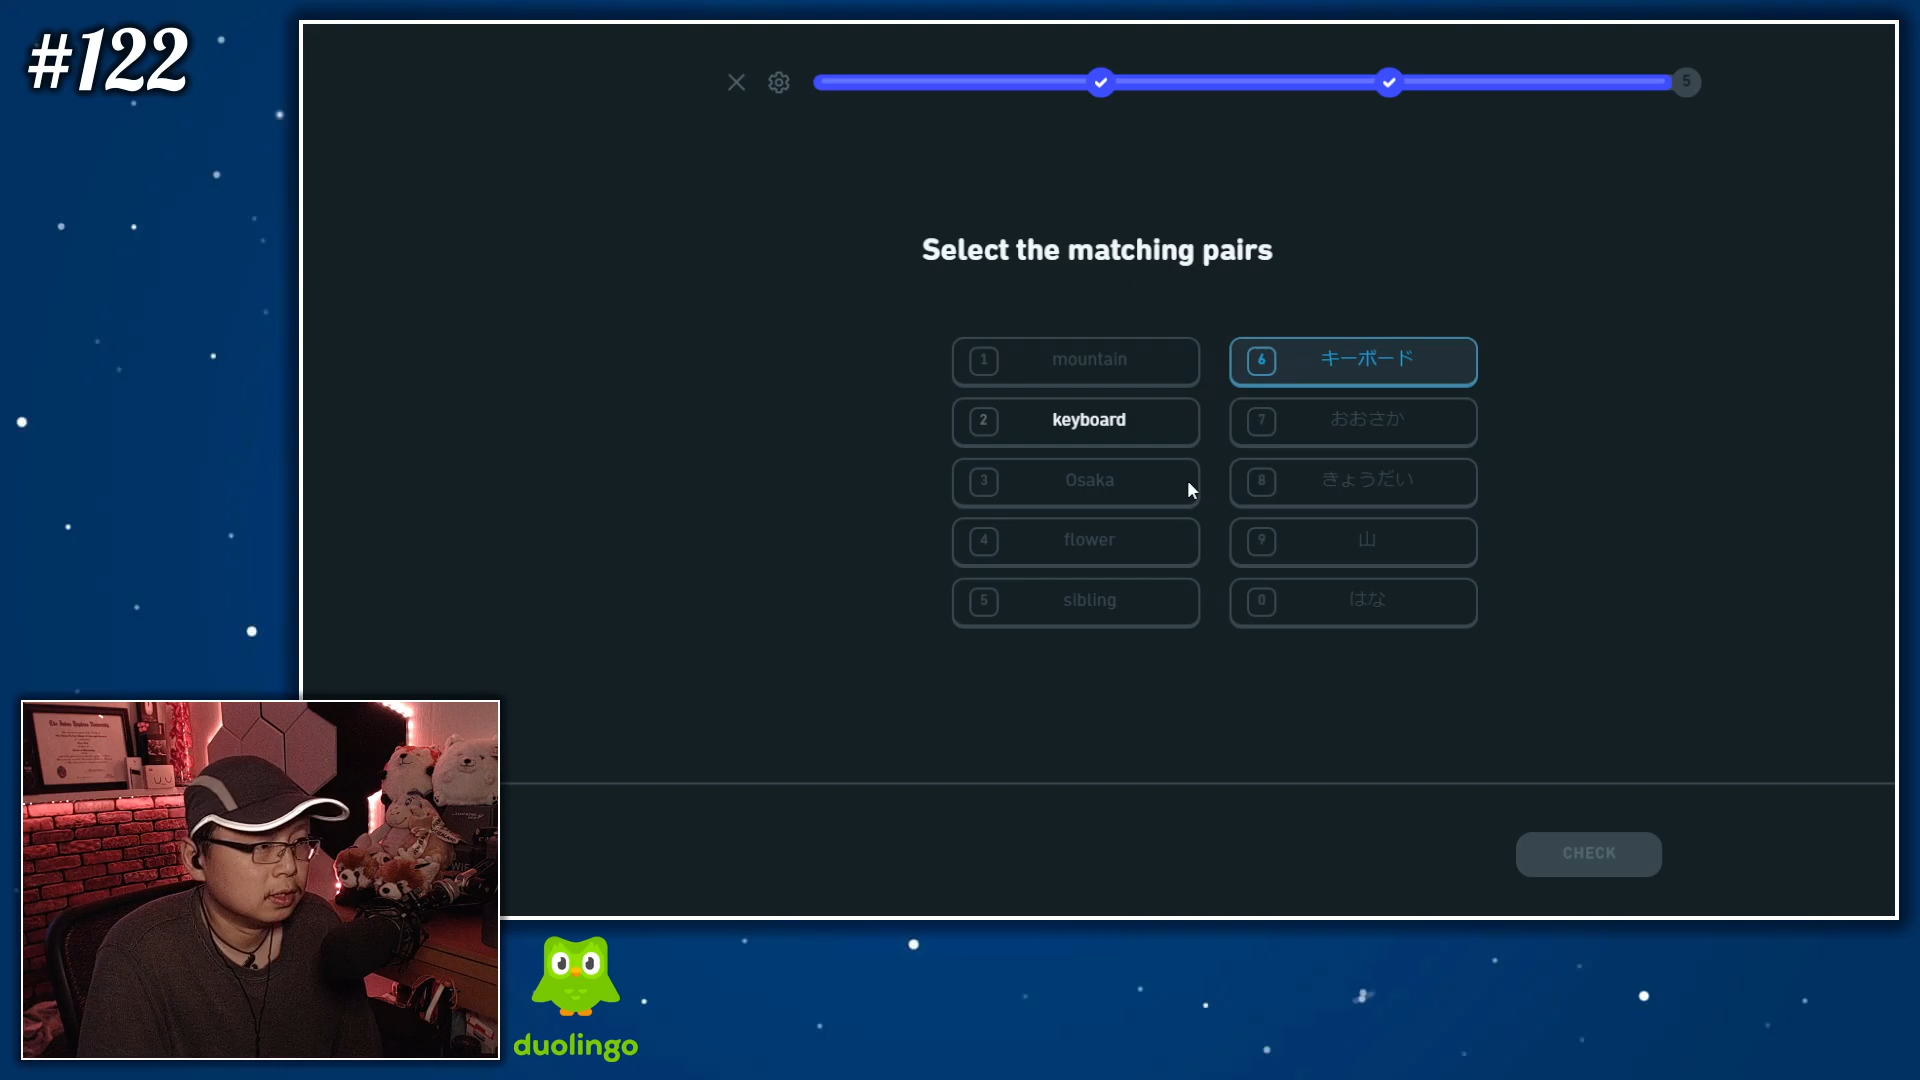 #122
5
Select the matching pairs
1 mountain
6 キーボード
2 keyboard
7 おおさか
3 Osaka
8 きょうだい
4 flower
9 山
5 sibling
0 はな
CHECK
duolingo